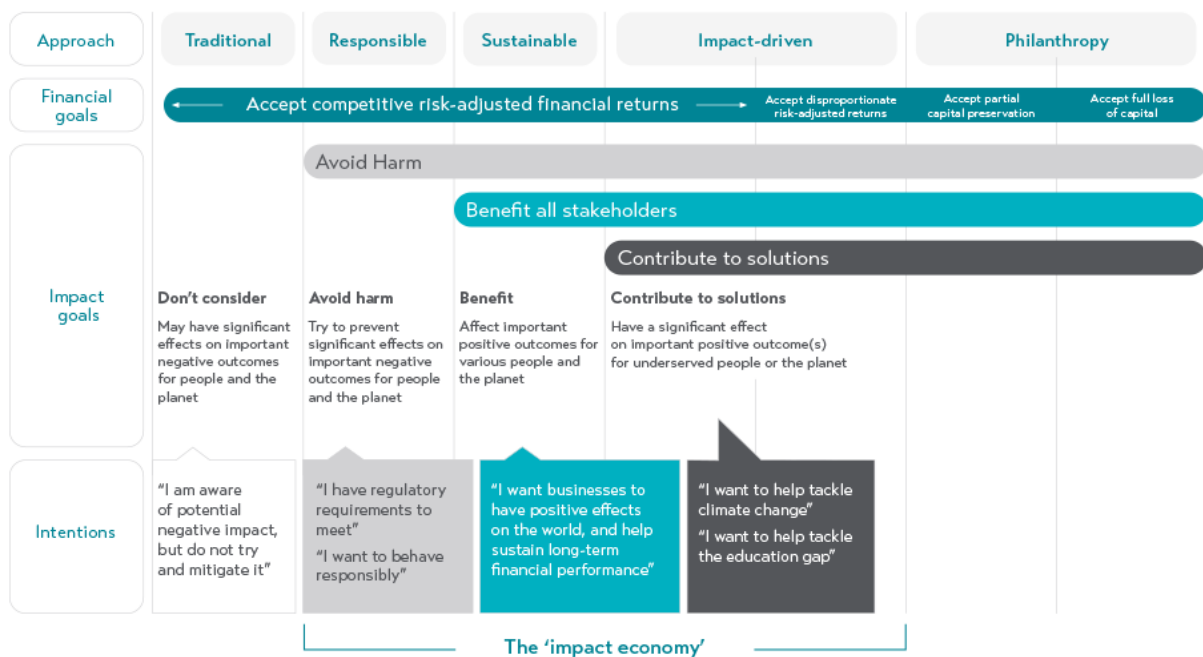 Approach
Traditional
Responsible
Sustainable
Impact-driven
Philanthropy
Financial
goals
Accept competitive risk-adjusted financial returns
Accept disproportionate
risk-adjusted returns
Accept partial
capital preservation
Accept full loss
of capital
Impact
goals
Avoid Harm
Benefit all stakeholders
Contribute to solutions
Don't consider
May have significant
effects on important
negative outcomes
for people and the
planet
Avoid harm
Try to prevent
significant effects on
important negative
outcomes for people
and the planet
Benefit
Affect important
positive outcomes for
various people and
the planet
Contribute to solutions
Have a significant effect
on important positive outcome(s)
for underserved people or the planet
Intentions
"I am aware
of potential
negative impact,
but do not try
and mitigate it"
"I have regulatory
requirements to
meet"
"I want to behave
responsibly"
"I want businesses to
have positive effects
on the world, and help
sustain long-term
financial performance"
"I want to help tackle
climate change"
"I want to help tackle
the education gap"
The 'impact economy'